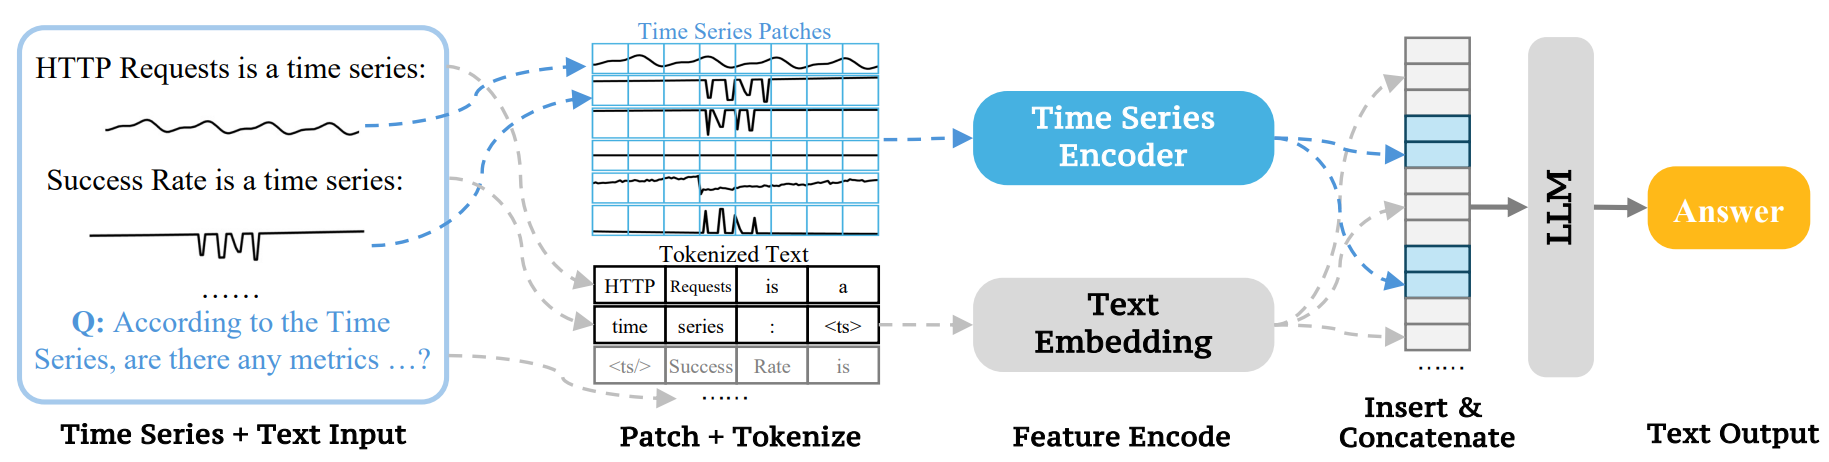 HTTP Requests is a time series:
Success Rate is a time series:
......
Q: According to the Time
Series, are there any metrics ...?
Time Series + Text Input
Time Series Patches
Tokenized Text
HTTP Requests is a
time series : <ts>
<ts/> Success Rate is
......
Patch + Tokenize
Time Series
Encoder
Text
Embedding
Feature Encode
......
Insert &
Concatenate
LLM
Answer
Text Output